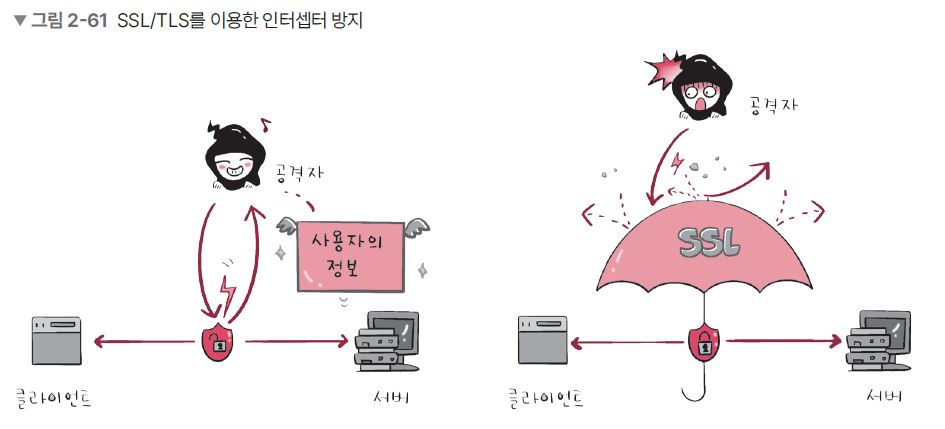 ▼ 그림 2-61 SSL/TLS를 이용한 인터셉터 방지
공격자
사용자의
정보
클라이언트
서버
공격자
SSL
클라이언트
서버